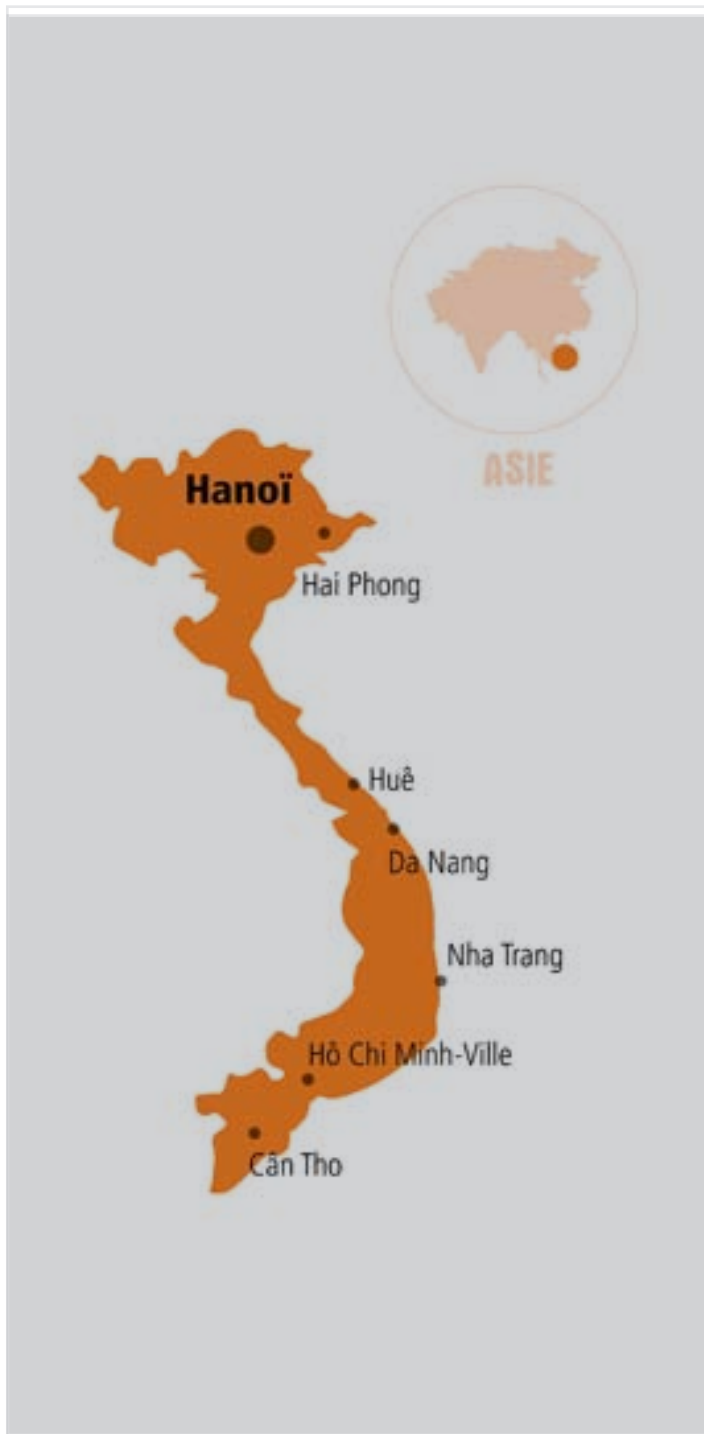 ASIE
Hanoï
Hai Phong
Huê
Da Nang
Nha Trang
Hô Chi Minh-Ville
Cân Tho